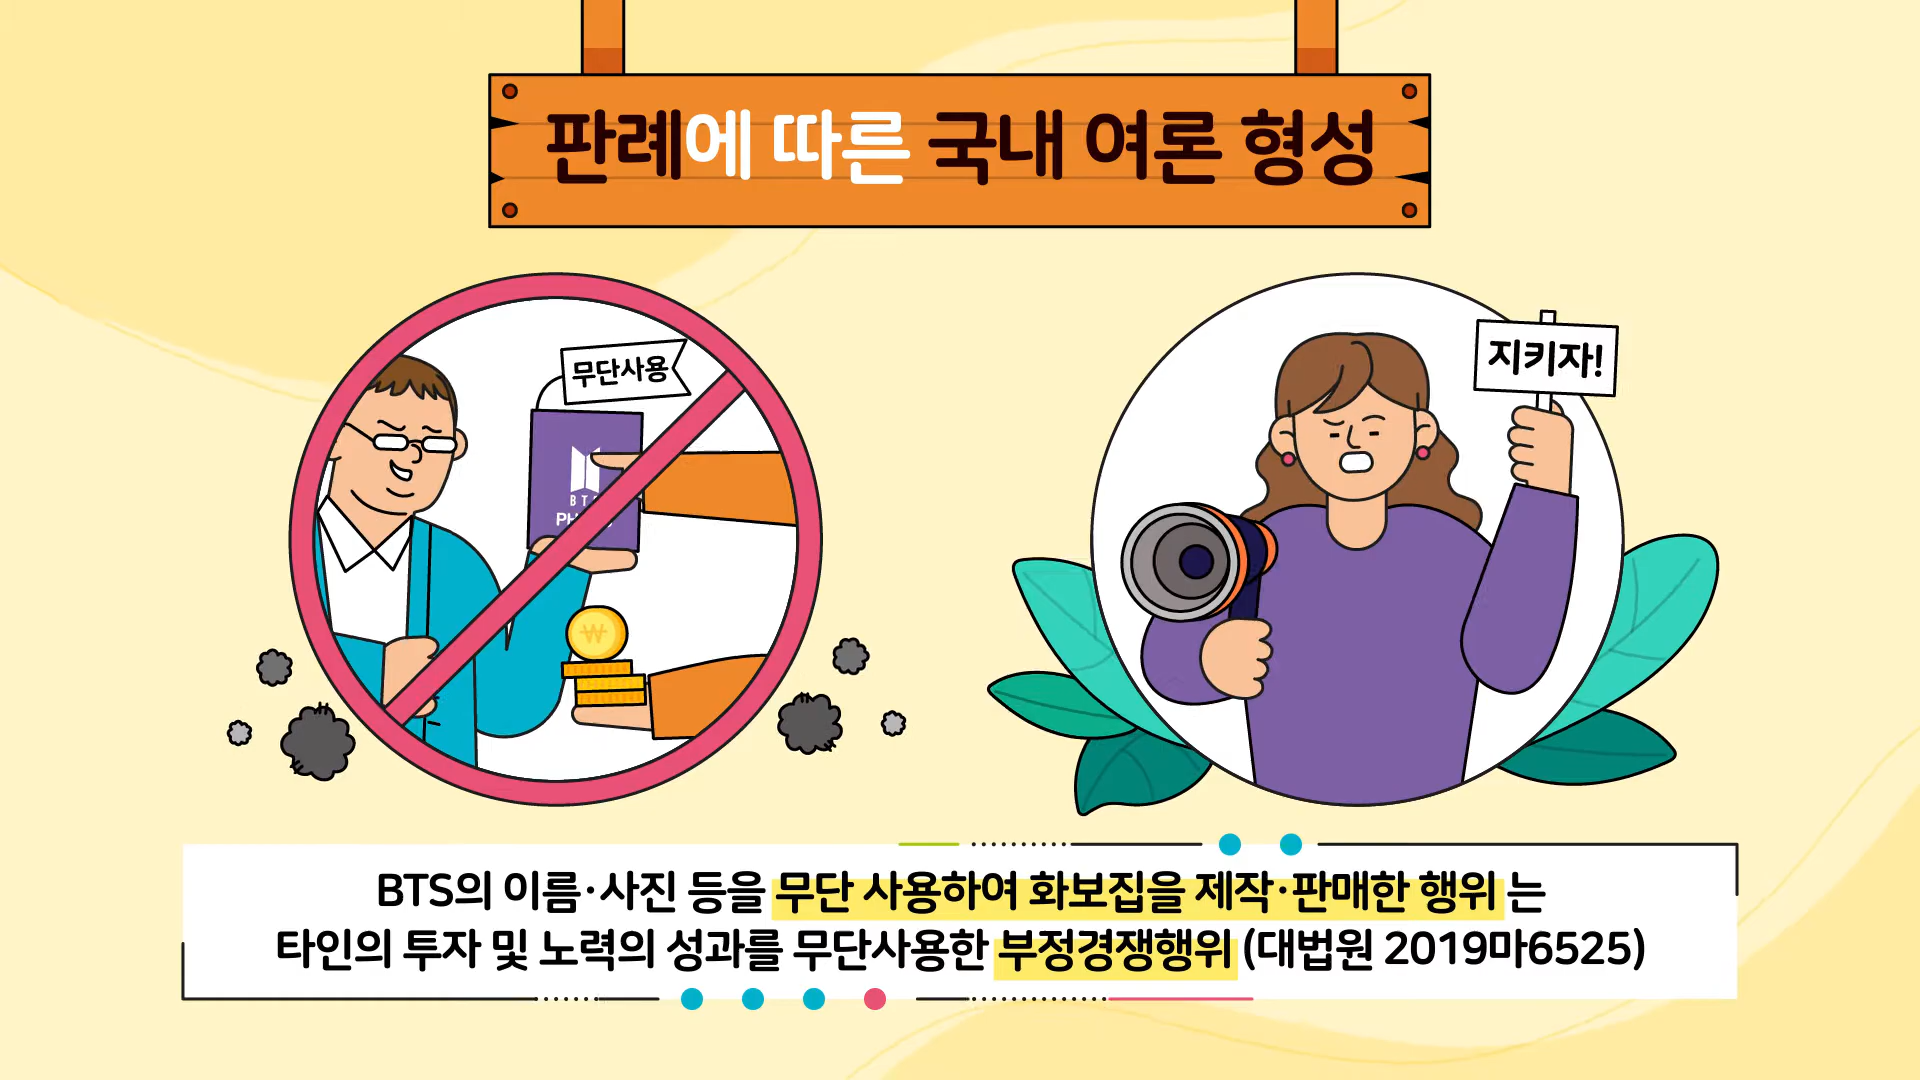 판례에 따른 국내 여론 형성
무단사용
지키자!
BTS의 이름·사진 등을 무단 사용하여 화보집을 제작·판매한 행위 는
타인의 투자 및 노력의 성과를 무단사용한 부정경쟁행위 (대법원 2019마6525)